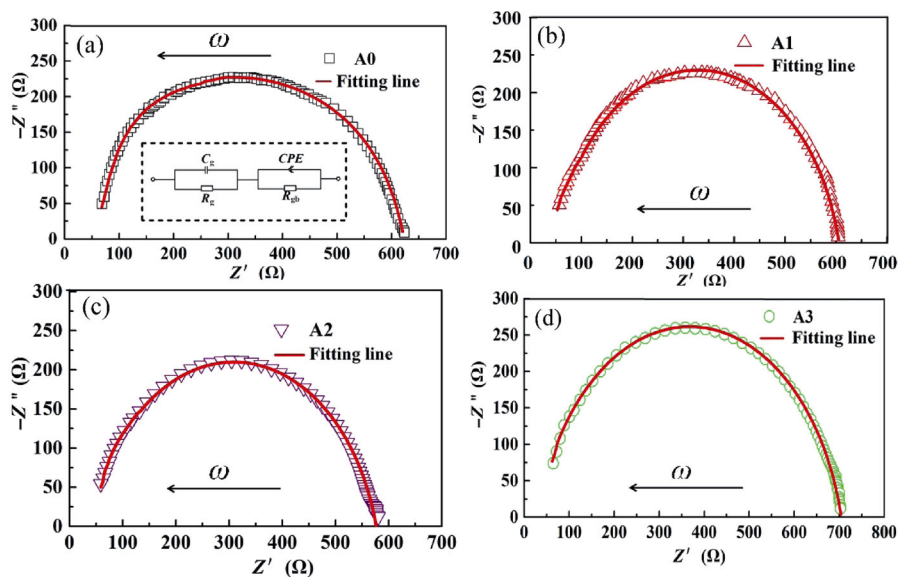 (a)
ω
A0
Fitting line
C_g
CPE
R_g
R_gb
-Z″ (Ω)
300
250
200
150
100
50
0
0 100 200 300 400 500 600 700
Z′ (Ω)
(b)
A1
Fitting line
ω
-Z″ (Ω)
300
250
200
150
100
50
0
0 100 200 300 400 500 600 700
Z′ (Ω)
(c)
A2
Fitting line
ω
-Z″ (Ω)
300
250
200
150
100
50
0
0 100 200 300 400 500 600 700
Z′ (Ω)
(d)
A3
Fitting line
ω
-Z″ (Ω)
300
250
200
150
100
50
0
0 100 200 300 400 500 600 700 800
Z′ (Ω)